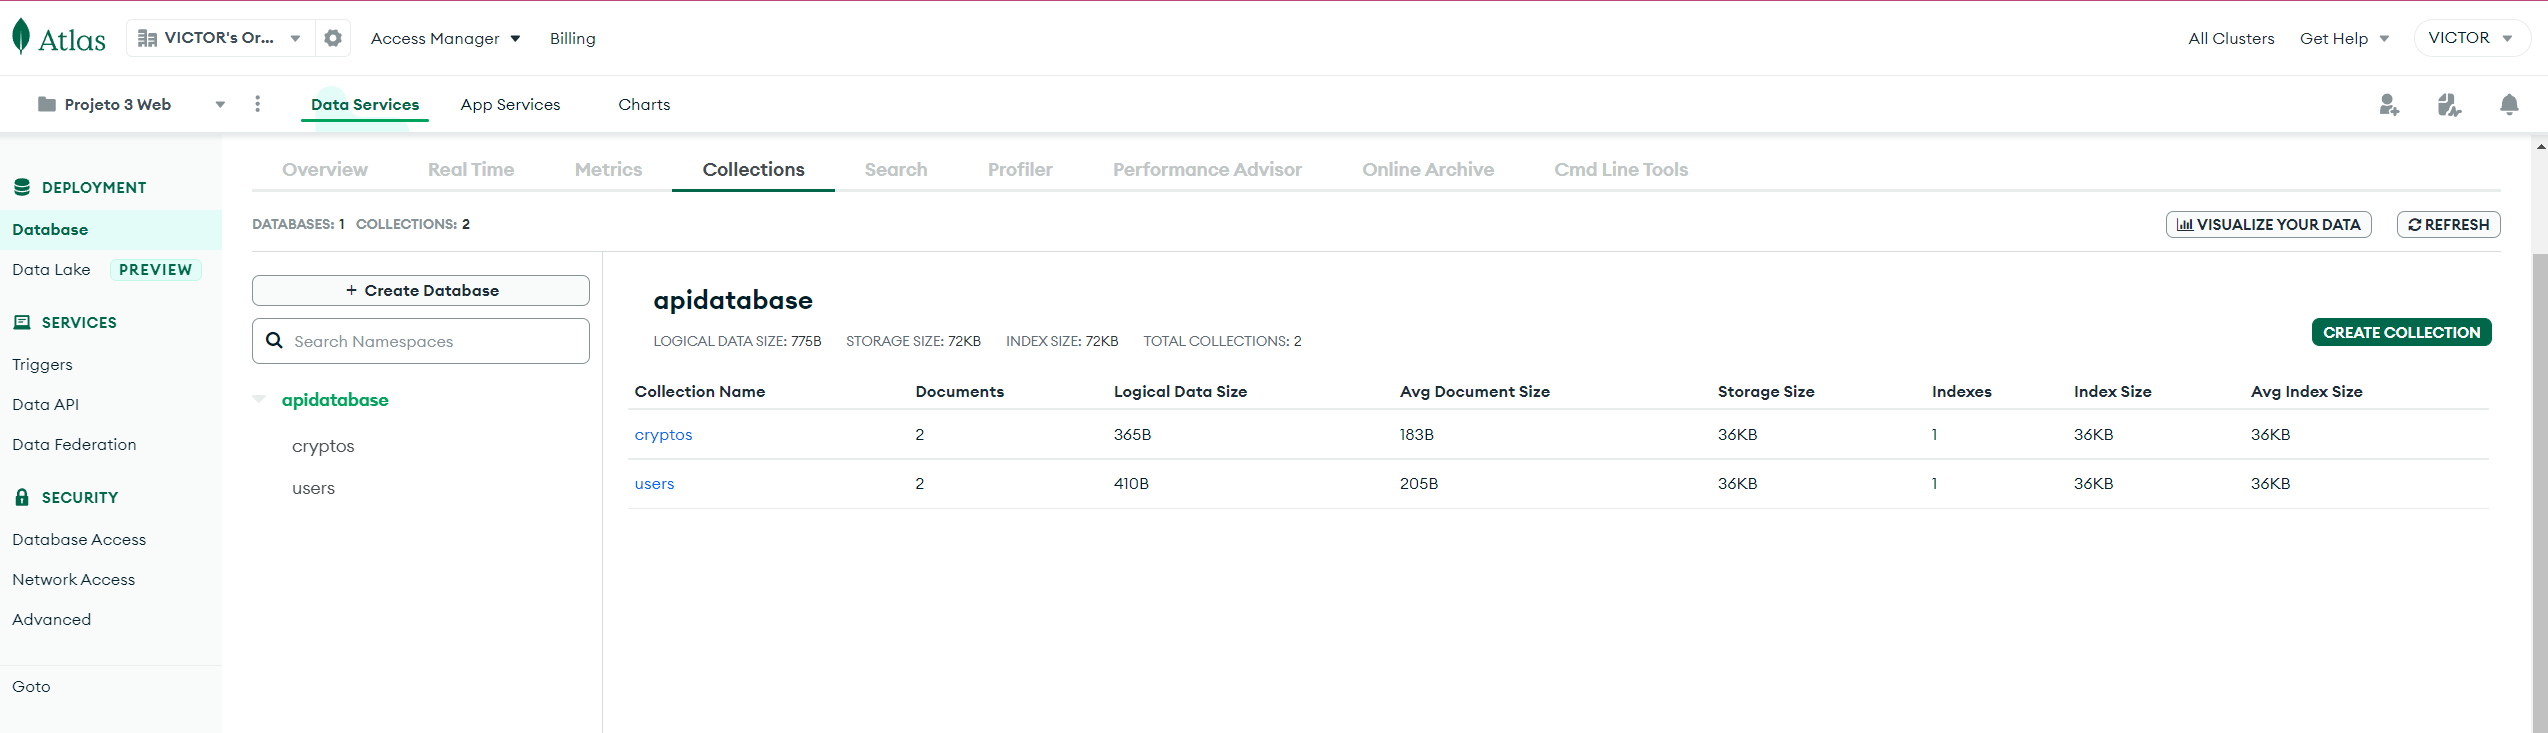 Atlas VICTOR's Or... Access Manager Billing All Clusters Get Help VICTOR
Projeto 3 Web Data Services App Services Charts
DEPLOYMENT
Database
Data Lake PREVIEW
SERVICES
Triggers
Data API
Data Federation
SECURITY
Database Access
Network Access
Advanced
Goto
Overview Real Time Metrics Collections Search Profiler Performance Advisor Online Archive Cmd Line Tools
DATABASES: 1 COLLECTIONS: 2 VISUALIZE YOUR DATA REFRESH
+ Create Database
Search Namespaces
apidatabase
cryptos
users
apidatabase
LOGICAL DATA SIZE: 775B STORAGE SIZE: 72KB INDEX SIZE: 72KB TOTAL COLLECTIONS: 2
CREATE COLLECTION
Collection Name Documents Logical Data Size Avg Document Size Storage Size Indexes Index Size Avg Index Size
cryptos 2 365B 183B 36KB 1 36KB 36KB
users 2 410B 205B 36KB 1 36KB 36KB